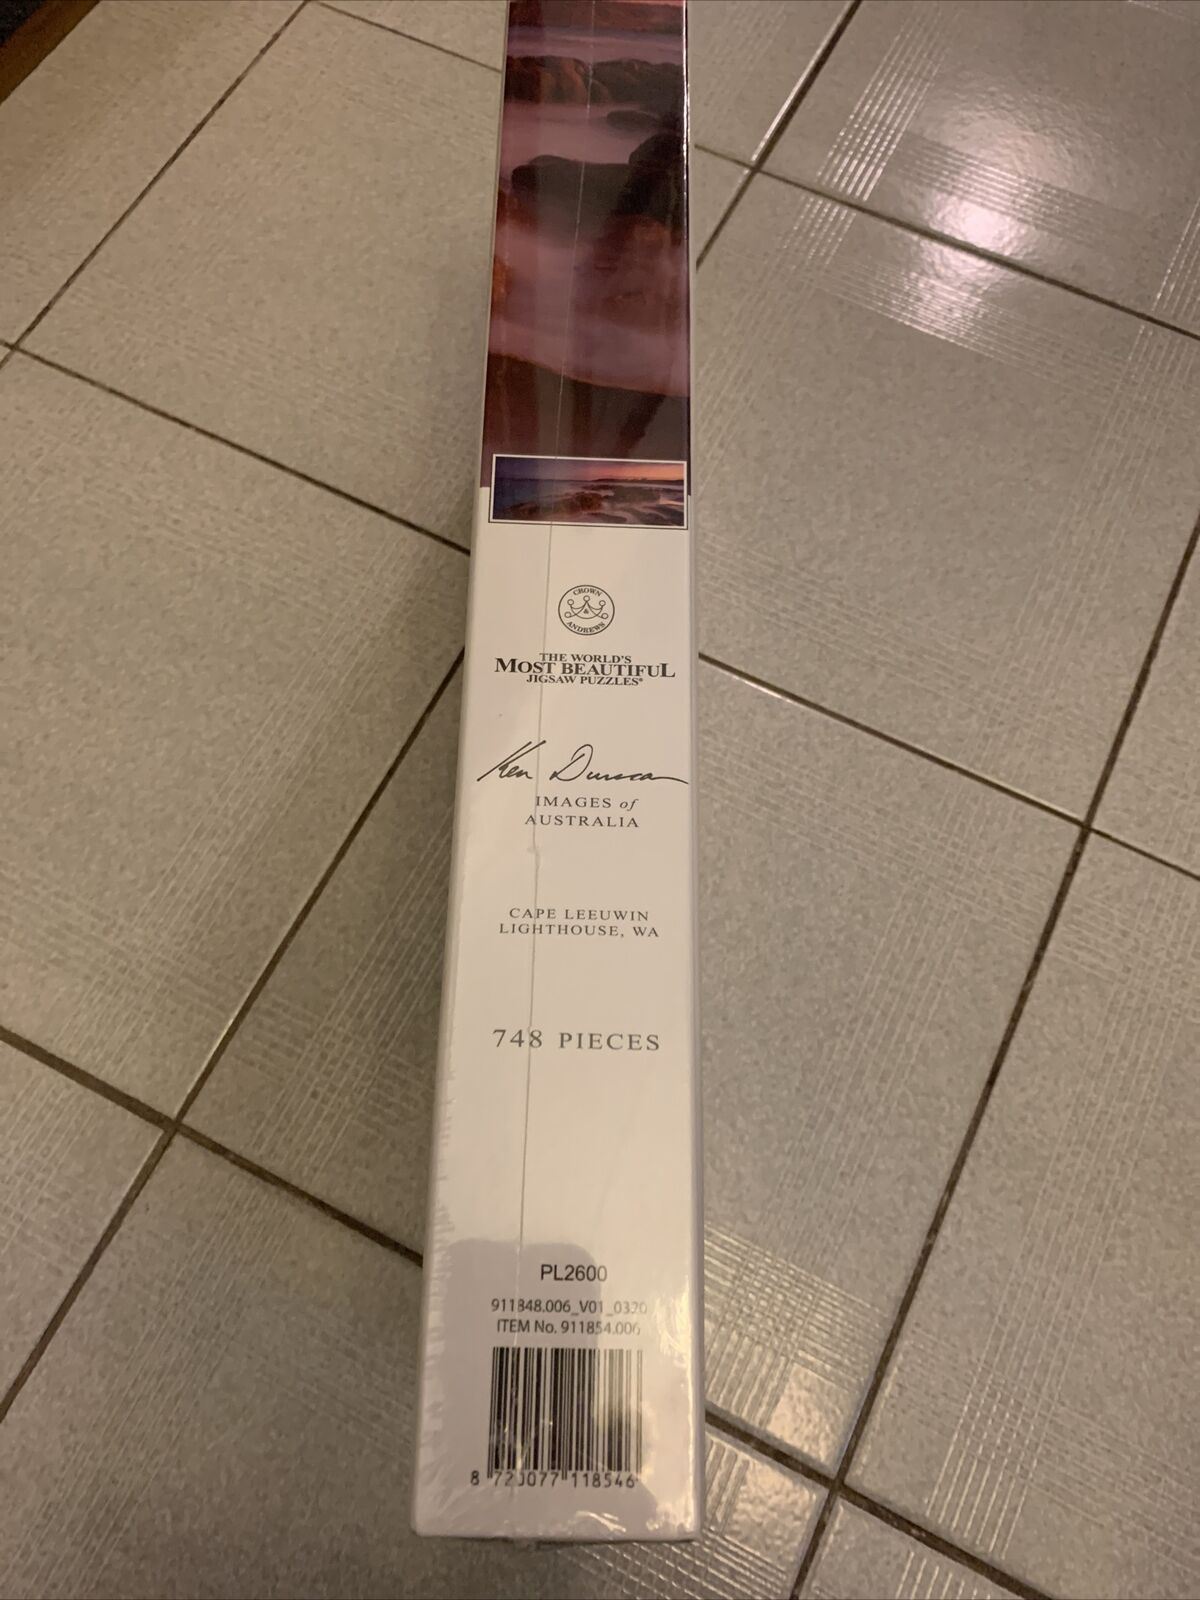 CROWN
&
ANDREWS
THE WORLD'S
MOST BEAUTIFUL
JIGSAW PUZZLES®
Ken Duncan
IMAGES of
AUSTRALIA
CAPE LEEUWIN
LIGHTHOUSE, WA
748 PIECES
PL2600
911848.006_V01_0320
ITEM No. 911854.006
8 720077 118546